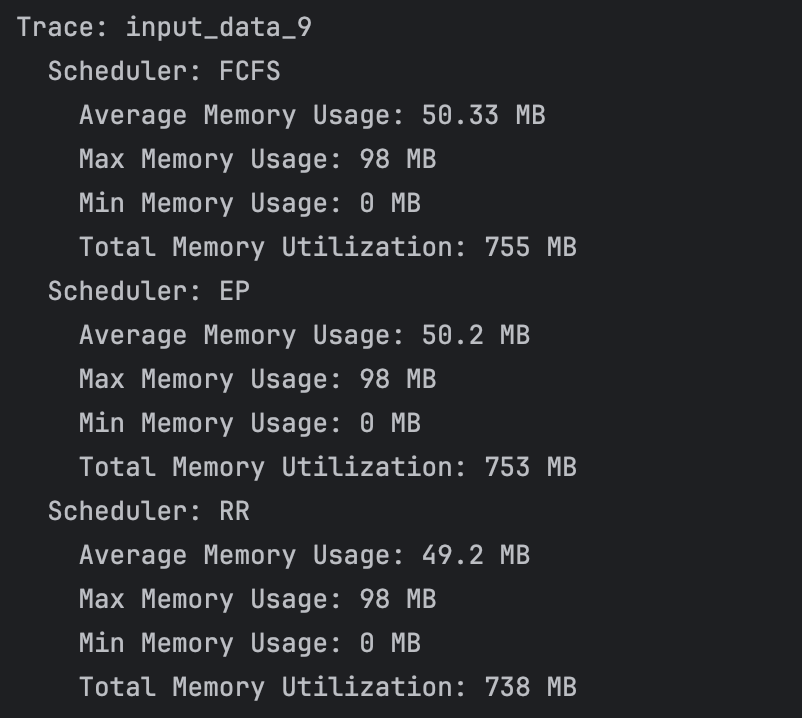 Trace: input_data_9
Scheduler: FCFS
Average Memory Usage: 50.33 MB
Max Memory Usage: 98 MB
Min Memory Usage: 0 MB
Total Memory Utilization: 755 MB
Scheduler: EP
Average Memory Usage: 50.2 MB
Max Memory Usage: 98 MB
Min Memory Usage: 0 MB
Total Memory Utilization: 753 MB
Scheduler: RR
Average Memory Usage: 49.2 MB
Max Memory Usage: 98 MB
Min Memory Usage: 0 MB
Total Memory Utilization: 738 MB